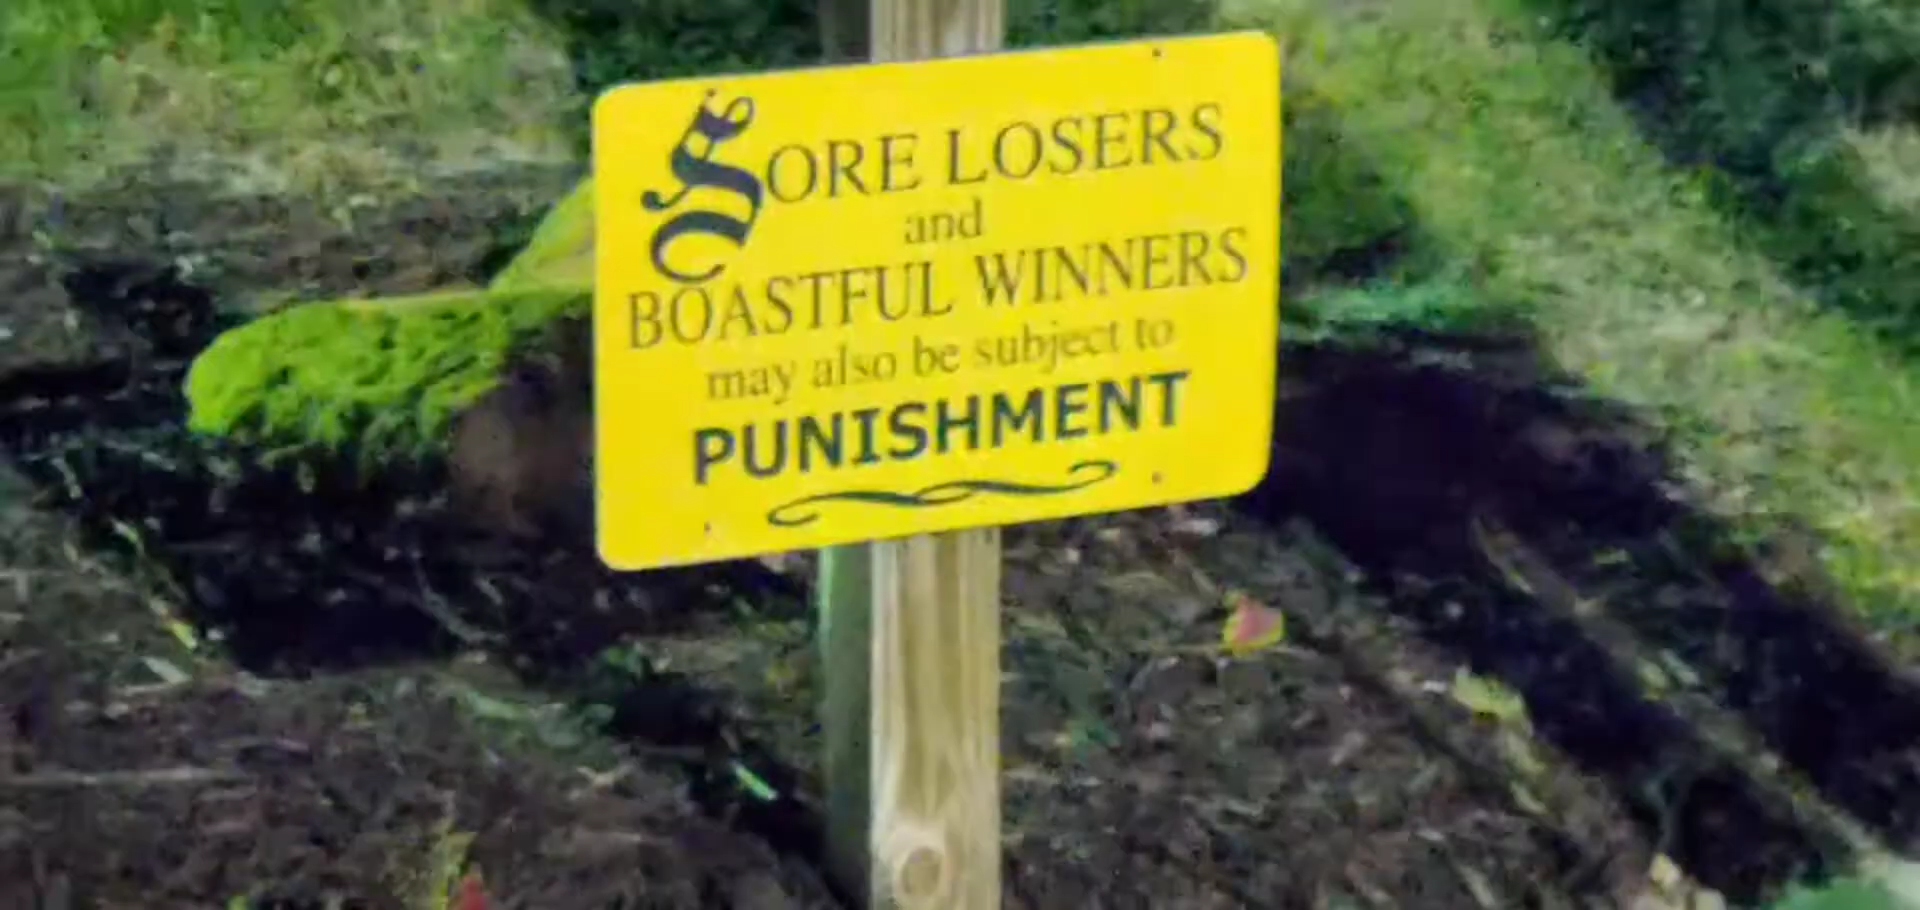 SORE LOSERS
and
BOASTFUL WINNERS
may also be subject to
PUNISHMENT